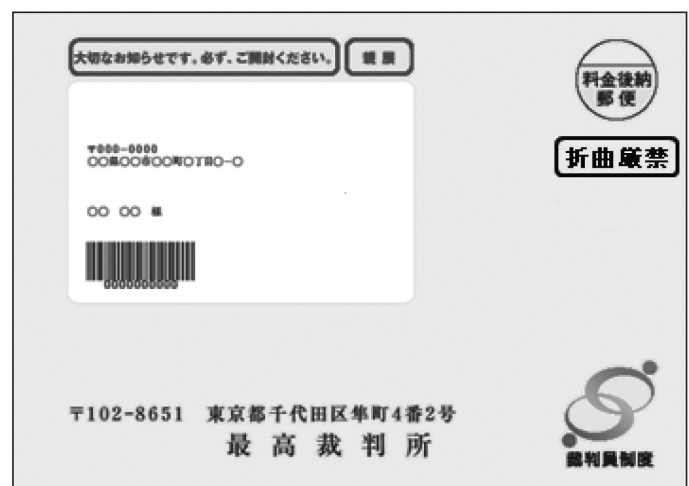 大切なお知らせです。必ず、ご開封ください。
親展
料金後納
郵便
折曲厳禁
〒000-0000
〇〇県〇〇市〇〇町〇丁目〇-〇
〇〇 〇〇 様
0000000000
〒102-8651 東京都千代田区隼町4番2号
最高裁判所
裁判員制度